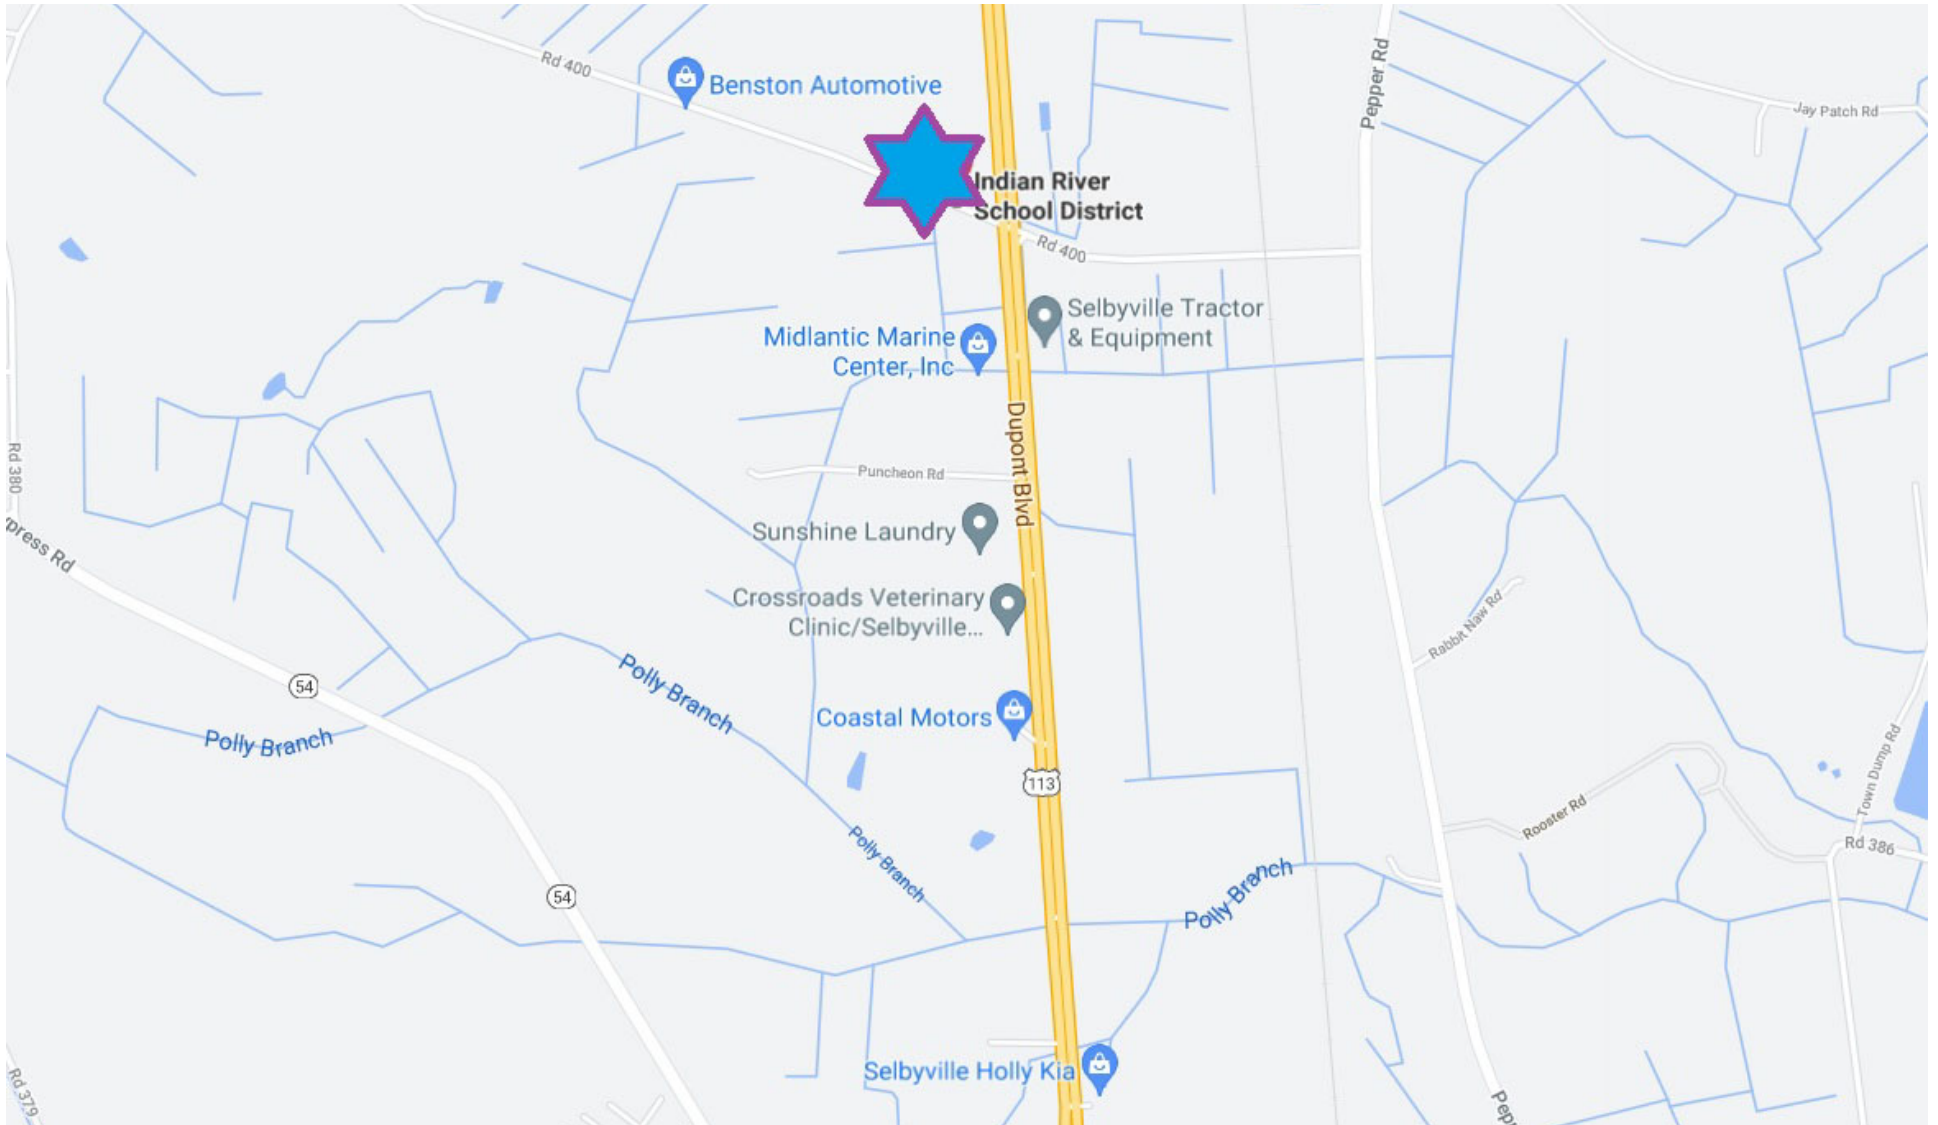 Rd 400
Benston Automotive
Pepper Rd
Jay Patch Rd
Indian River
School District
Rd 400
Selbyville Tractor
& Equipment
Midlantic Marine
Center, Inc
Dupont Blvd
Rd 380
Puncheon Rd
Sunshine Laundry
press Rd
Crossroads Veterinary
Clinic/Selbyville...
Rabbit Naw Rd
54
Polly Branch
Polly Branch
Coastal Motors
113
Town Dump Rd
Rooster Rd
Rd 386
Polly Branch
Polly Branch
54
Selbyville Holly Kia
Rd 379
Pep